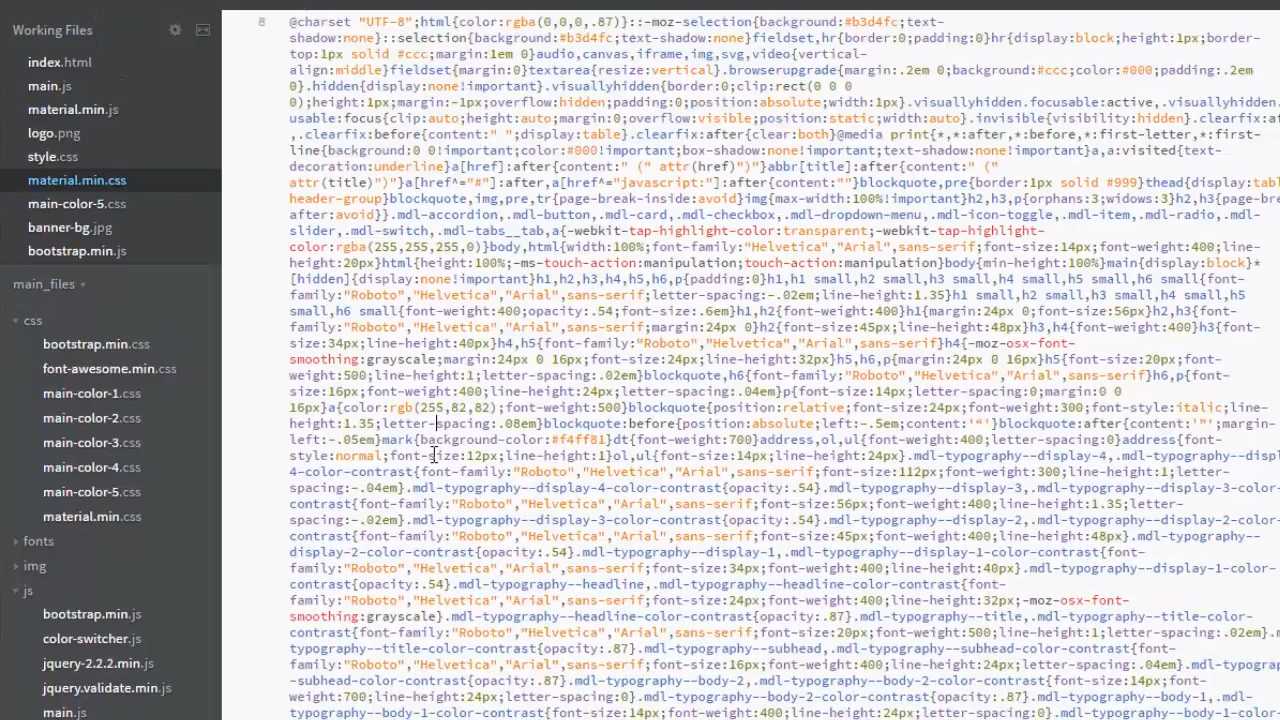 Working Files
index.html
main.js
material.min.js
logo.png
style.css
material.min.css
main-color-5.css
banner-bg.jpg
bootstrap.min.js
main_files
css
bootstrap.min.css
font-awesome.min.css
main-color-1.css
main-color-2.css
main-color-3.css
main-color-4.css
main-color-5.css
material.min.css
fonts
img
js
bootstrap.min.js
color-switcher.js
jquery-2.2.2.min.js
jquery.validate.min.js
main.js
8
@charset "UTF-8";html{color:rgba(0,0,0,.87)}::-moz-selection{background:#b3d4fc;text-
shadow:none}::selection{background:#b3d4fc;text-shadow:none}fieldset,hr{border:0;padding:0}hr{display:block;height:1px;border-
top:1px solid #ccc;margin:1em 0}audio,canvas,iframe,img,svg,video{vertical-
align:middle}fieldset{margin:0}textarea{resize:vertical}.browserupgrade{margin:.2em 0;background:#ccc;color:#000;padding:.2em
0}.hidden{display:none!important}.visuallyhidden{border:0;clip:rect(0 0 0
0);height:1px;margin:-1px;overflow:hidden;padding:0;position:absolute;width:1px}.visuallyhidden.focusable:active,.visuallyhidden.
usable:focus{clip:auto;height:auto;margin:0;overflow:visible;position:static;width:auto}.invisible{visibility:hidden}.clearfix:a
,.clearfix:before{content:" ";display:table}.clearfix:after{clear:both}@media print{*,*:after,*:before,*:first-letter,*:first-
line{background:0 0!important;color:#000!important;box-shadow:none!important;text-shadow:none!important}a,a:visited{text-
decoration:underline}a[href]:after{content:" (" attr(href)")"}abbr[title]:after{content:" ("
attr(title)")"}a[href^="#"]:after,a[href^="javascript:"]:after{content:""}blockquote,pre{border:1px solid #999}thead{display:tabl
header-group}blockquote,img,pre,tr{page-break-inside:avoid}img{max-width:100%!important}h2,h3,p{orphans:3;widows:3}h2,h3{page-br
after:avoid}}.mdl-accordion,.mdl-button,.mdl-card,.mdl-checkbox,.mdl-dropdown-menu,.mdl-icon-toggle,.mdl-item,.mdl-radio,.mdl-
slider,.mdl-switch,.mdl-tabs__tab,a{-webkit-tap-highlight-color:transparent;-webkit-tap-highlight-
color:rgba(255,255,255,0)}body,html{width:100%;font-family:"Helvetica","Arial",sans-serif;font-size:14px;font-weight:400;line-
height:20px}html{height:100%;-ms-touch-action:manipulation;touch-action:manipulation}body{min-height:100%}main{display:block}*
[hidden]{display:none!important}h1,h2,h3,h4,h5,h6,p{padding:0}h1,h1 small,h2 small,h3 small,h4 small,h5 small,h6 small{font-
family:"Roboto","Helvetica","Arial",sans-serif;letter-spacing:-.02em;line-height:1.35}h1 small,h2 small,h3 small,h4 small,h5
small,h6 small{font-weight:400;opacity:.54;font-size:.6em}h1,h2{font-weight:400}h1{margin:24px 0;font-size:56px}h2,h3{font-
family:"Roboto","Helvetica","Arial",sans-serif;margin:24px 0}h2{font-size:45px;line-height:48px}h3,h4{font-weight:400}h3{font-
size:34px;line-height:40px}h4,h5{font-family:"Roboto","Helvetica","Arial",sans-serif}h4{-moz-osx-font-
smoothing:grayscale;margin:24px 0 16px;font-size:24px;line-height:32px}h5,h6,p{margin:24px 0 16px}h5{font-size:20px;font-
weight:500;line-height:1;letter-spacing:.02em}blockquote,h6{font-family:"Roboto","Helvetica","Arial",sans-serif}h6,p{font-
size:16px;font-weight:400;line-height:24px;letter-spacing:.04em}p{font-size:14px;letter-spacing:0;margin:0 0
16px}a{color:rgb(255,82,82);font-weight:500}blockquote{position:relative;font-size:24px;font-weight:300;font-style:italic;line-
height:1.35;letter-spacing:.08em}blockquote:before{position:absolute;left:-.5em;content:'“'}blockquote:after{content:'”';margin-
left:-.05em}mark{background-color:#f4ff81}dt{font-weight:700}address,ol,ul{font-weight:400;letter-spacing:0}address{font-
style:normal;font-size:12px;line-height:1}ol,ul{font-size:14px;line-height:24px}.mdl-typography--display-4,.mdl-typography--displ
4-color-contrast{font-family:"Roboto","Helvetica","Arial",sans-serif;font-size:112px;font-weight:300;line-height:1;letter-
spacing:-.04em}.mdl-typography--display-4-color-contrast{opacity:.54}.mdl-typography--display-3,.mdl-typography--display-3-color-
contrast{font-family:"Roboto","Helvetica","Arial",sans-serif;font-size:56px;font-weight:400;line-height:1.35;letter-
spacing:-.02em}.mdl-typography--display-3-color-contrast{opacity:.54}.mdl-typography--display-2,.mdl-typography--display-2-color-
contrast{font-family:"Roboto","Helvetica","Arial",sans-serif;font-size:45px;font-weight:400;line-height:48px}.mdl-typography--
display-2-color-contrast{opacity:.54}.mdl-typography--display-1,.mdl-typography--display-1-color-contrast{font-
family:"Roboto","Helvetica","Arial",sans-serif;font-size:34px;font-weight:400;line-height:40px}.mdl-typography--display-1-color-
contrast{opacity:.54}.mdl-typography--headline,.mdl-typography--headline-color-contrast{font-
family:"Roboto","Helvetica","Arial",sans-serif;font-size:24px;font-weight:400;line-height:32px;-moz-osx-font-
smoothing:grayscale}.mdl-typography--headline-color-contrast{opacity:.87}.mdl-typography--title,.mdl-typography--title-color-
contrast{font-family:"Roboto","Helvetica","Arial",sans-serif;font-size:20px;font-weight:500;line-height:1;letter-spacing:.02em}.m
typography--title-color-contrast{opacity:.87}.mdl-typography--subhead,.mdl-typography--subhead-color-contrast{font-
family:"Roboto","Helvetica","Arial",sans-serif;font-size:16px;font-weight:400;line-height:24px;letter-spacing:.04em}.mdl-typograp
-subhead-color-contrast{opacity:.87}.mdl-typography--body-2,.mdl-typography--body-2-color-contrast{font-size:14px;font-
weight:700;line-height:24px;letter-spacing:0}.mdl-typography--body-2-color-contrast{opacity:.87}.mdl-typography--body-1,.mdl-
typography--body-1-color-contrast{font-size:14px;font-weight:400;line-height:24px;letter-spacing:0}.mdl-typography--body-1-color-